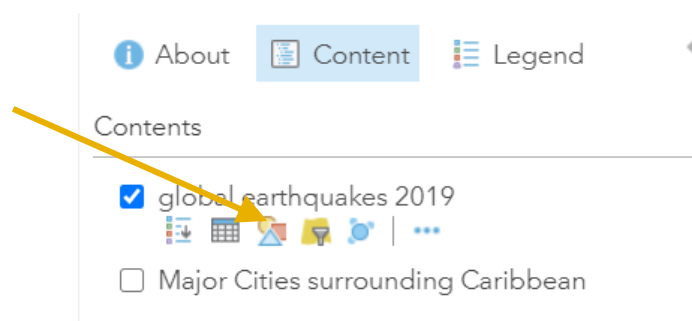 About Content Legend
Contents
global earthquakes 2019
Major Cities surrounding Caribbean